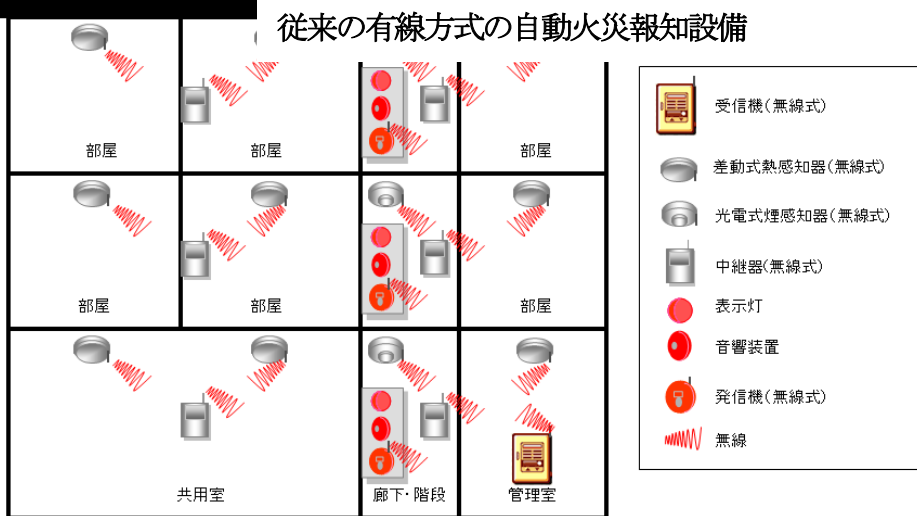 従来の有線方式の自動火災報知設備
部屋
部屋
部屋
部屋
部屋
部屋
共用室
廊下・階段
管理室
受信機(無線式)
差動式熱感知器(無線式)
光電式煙感知器(無線式)
中継器(無線式)
表示灯
音響装置
発信機(無線式)
無線